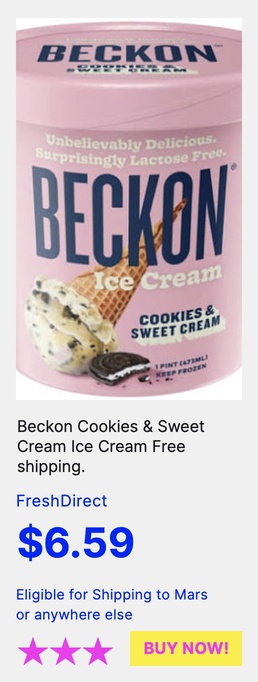 BECKON
COOKIES &
SWEET CREAM
Unbelievably Delicious.
Surprisingly Lactose Free.
BECKON®
Ice Cream
COOKIES &
SWEET CREAM
1 PINT (473ML)
KEEP FROZEN
Beckon Cookies & Sweet
Cream Ice Cream Free
shipping.
FreshDirect
$6.59
Eligible for Shipping to Mars
or anywhere else
BUY NOW!